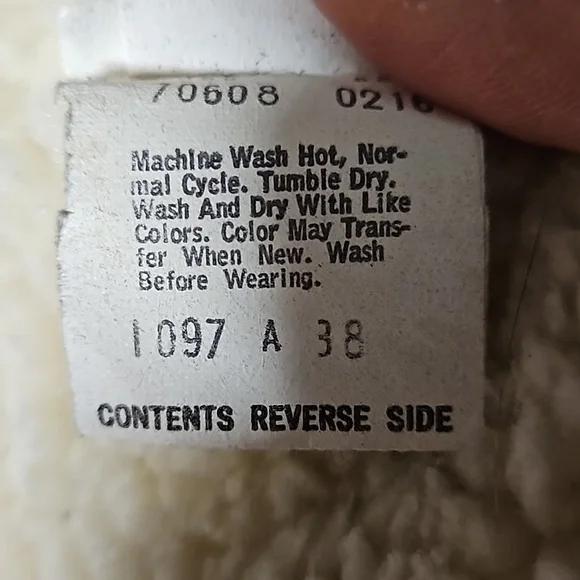 70608 0216
Machine Wash Hot, Nor-
mal Cycle. Tumble Dry.
Wash And Dry With Like
Colors. Color May Trans-
fer When New. Wash
Before Wearing.
1097 A 38
CONTENTS REVERSE SIDE